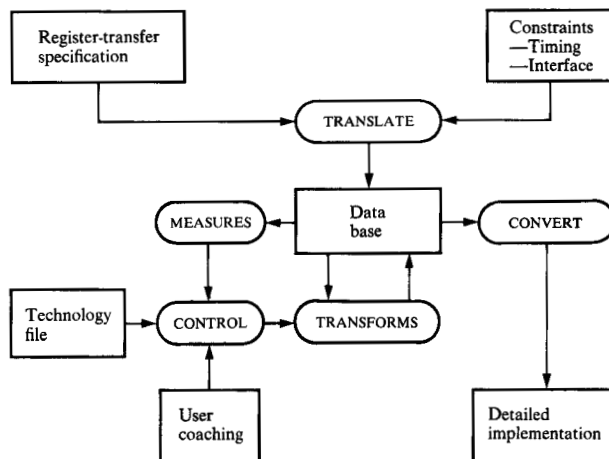 Register-transfer
specification
Constraints
—Timing
—Interface
TRANSLATE
MEASURES
Data
base
CONVERT
Technology
file
CONTROL
TRANSFORMS
User
coaching
Detailed
implementation